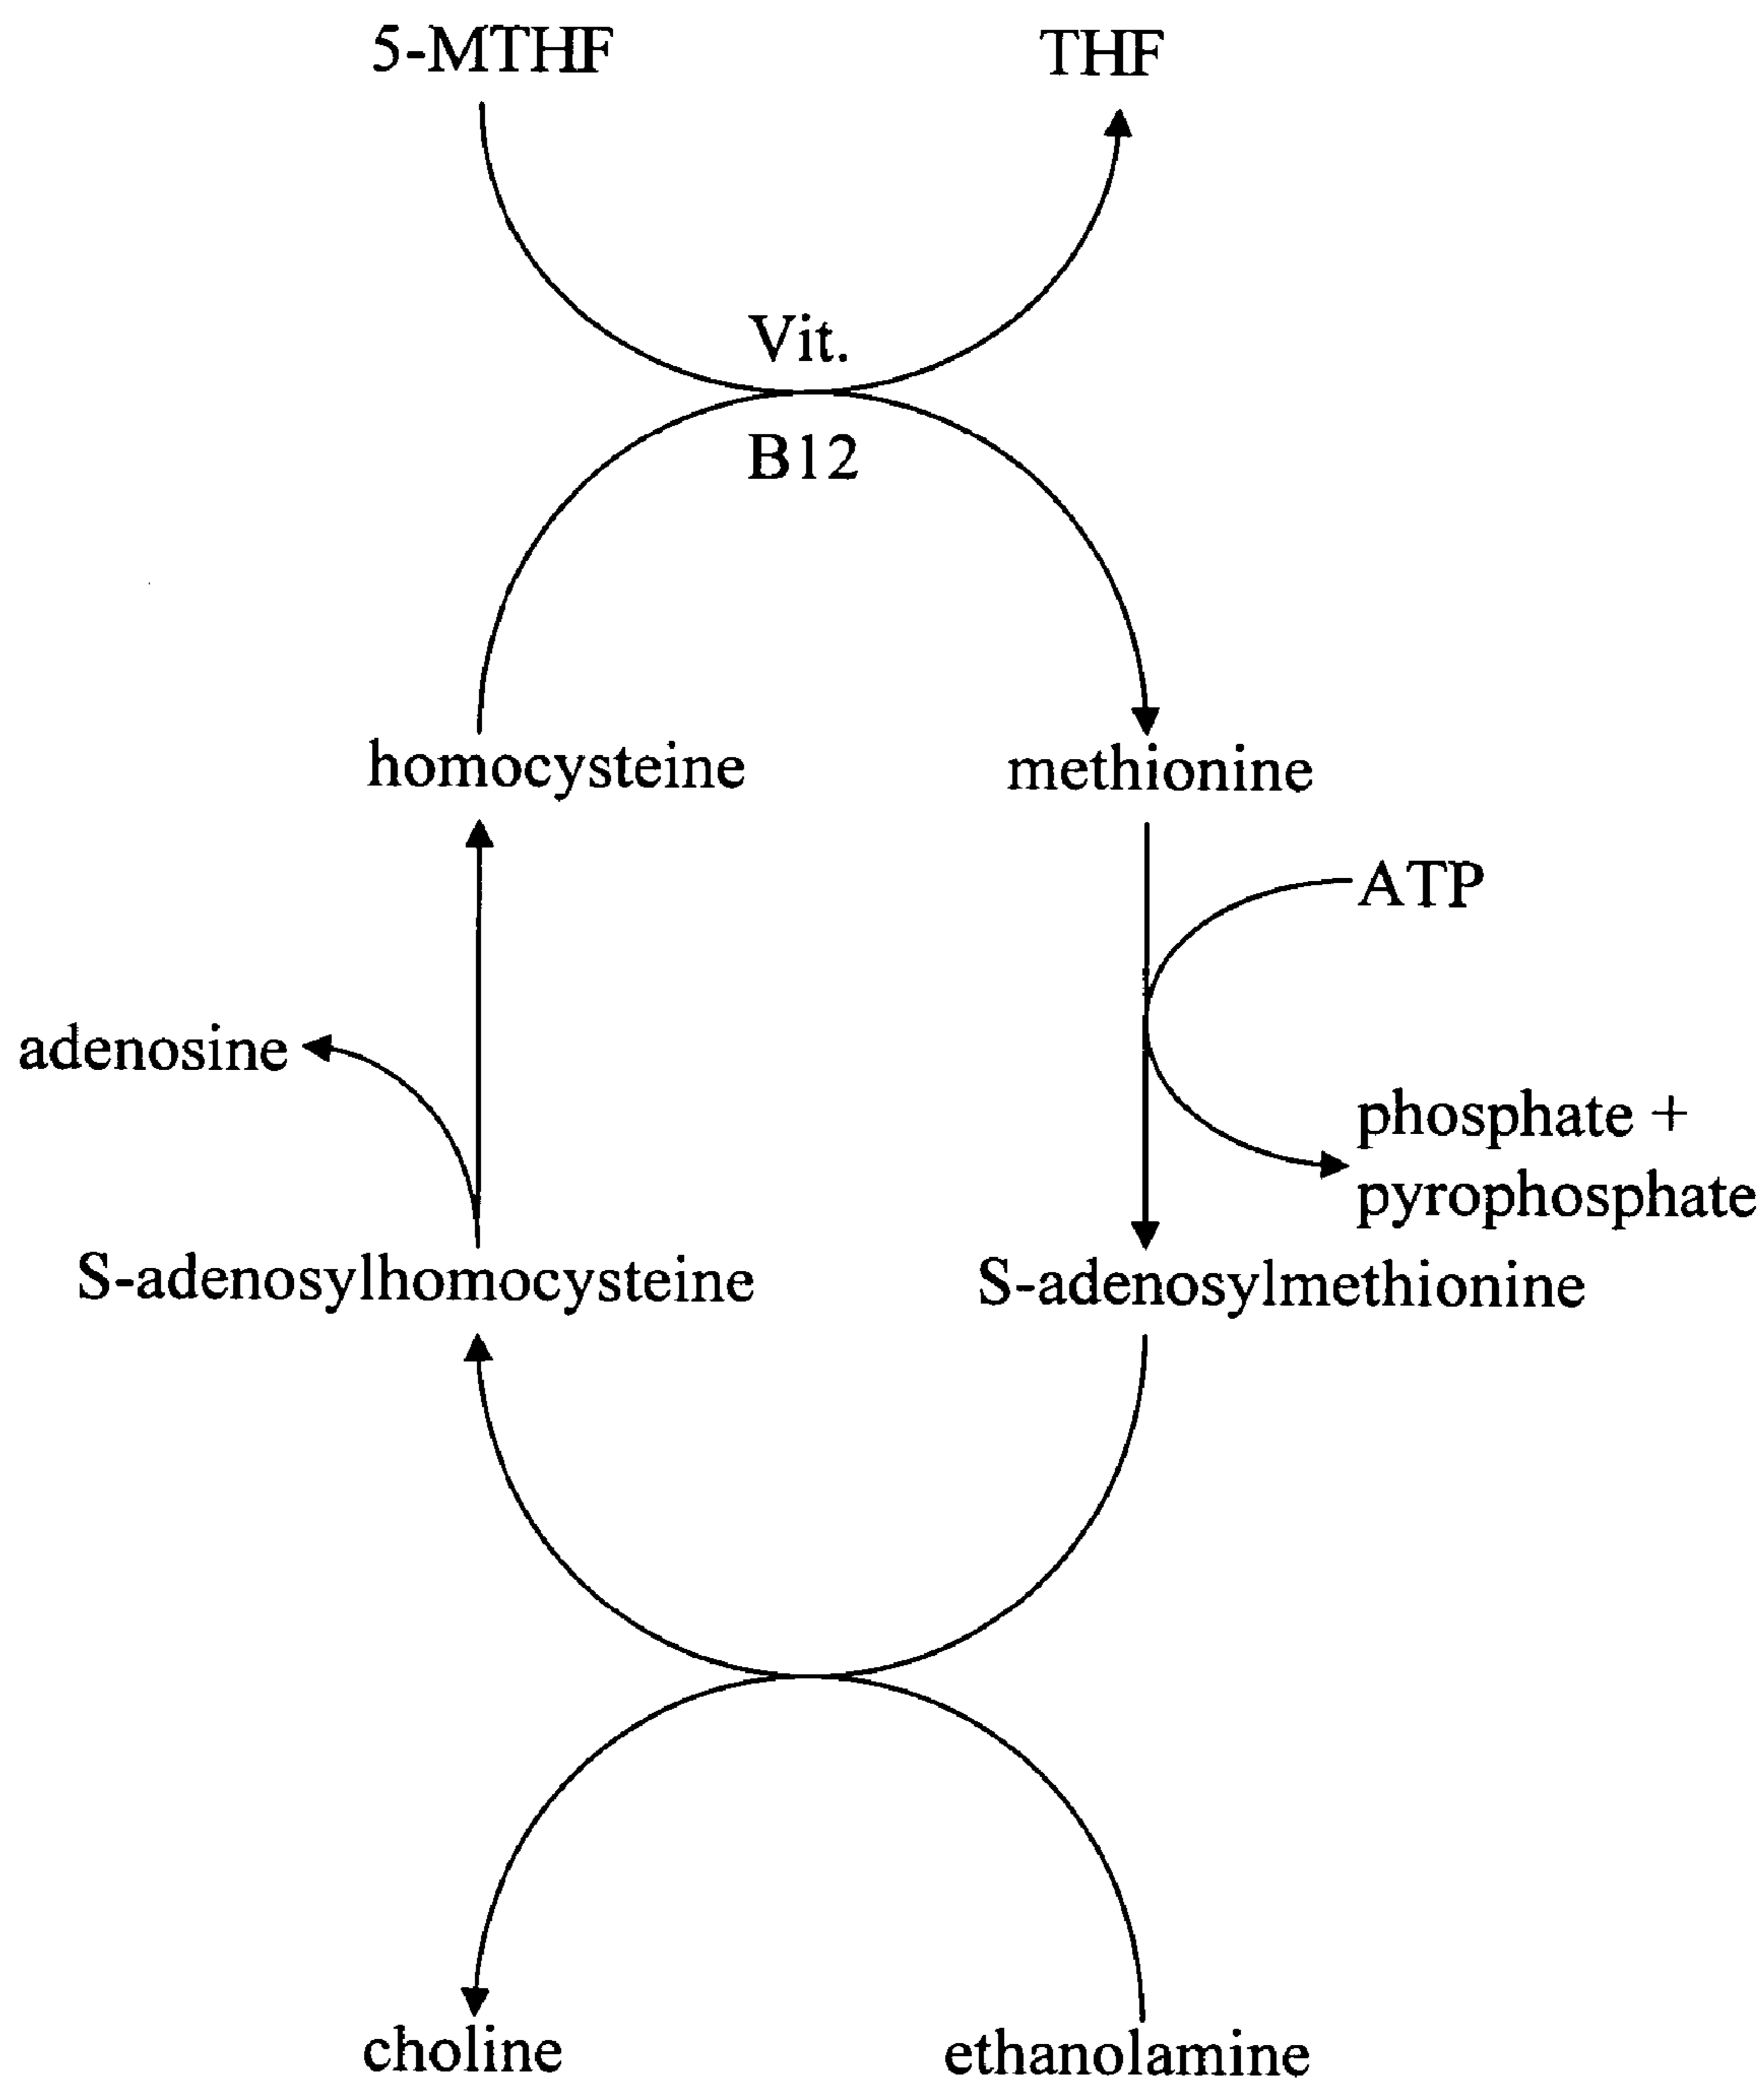 5-MTHF
THF
Vit.
B12
homocysteine
methionine
ATP
adenosine
phosphate +
pyrophosphate
S-adenosylhomocysteine
S-adenosylmethionine
choline
ethanolamine